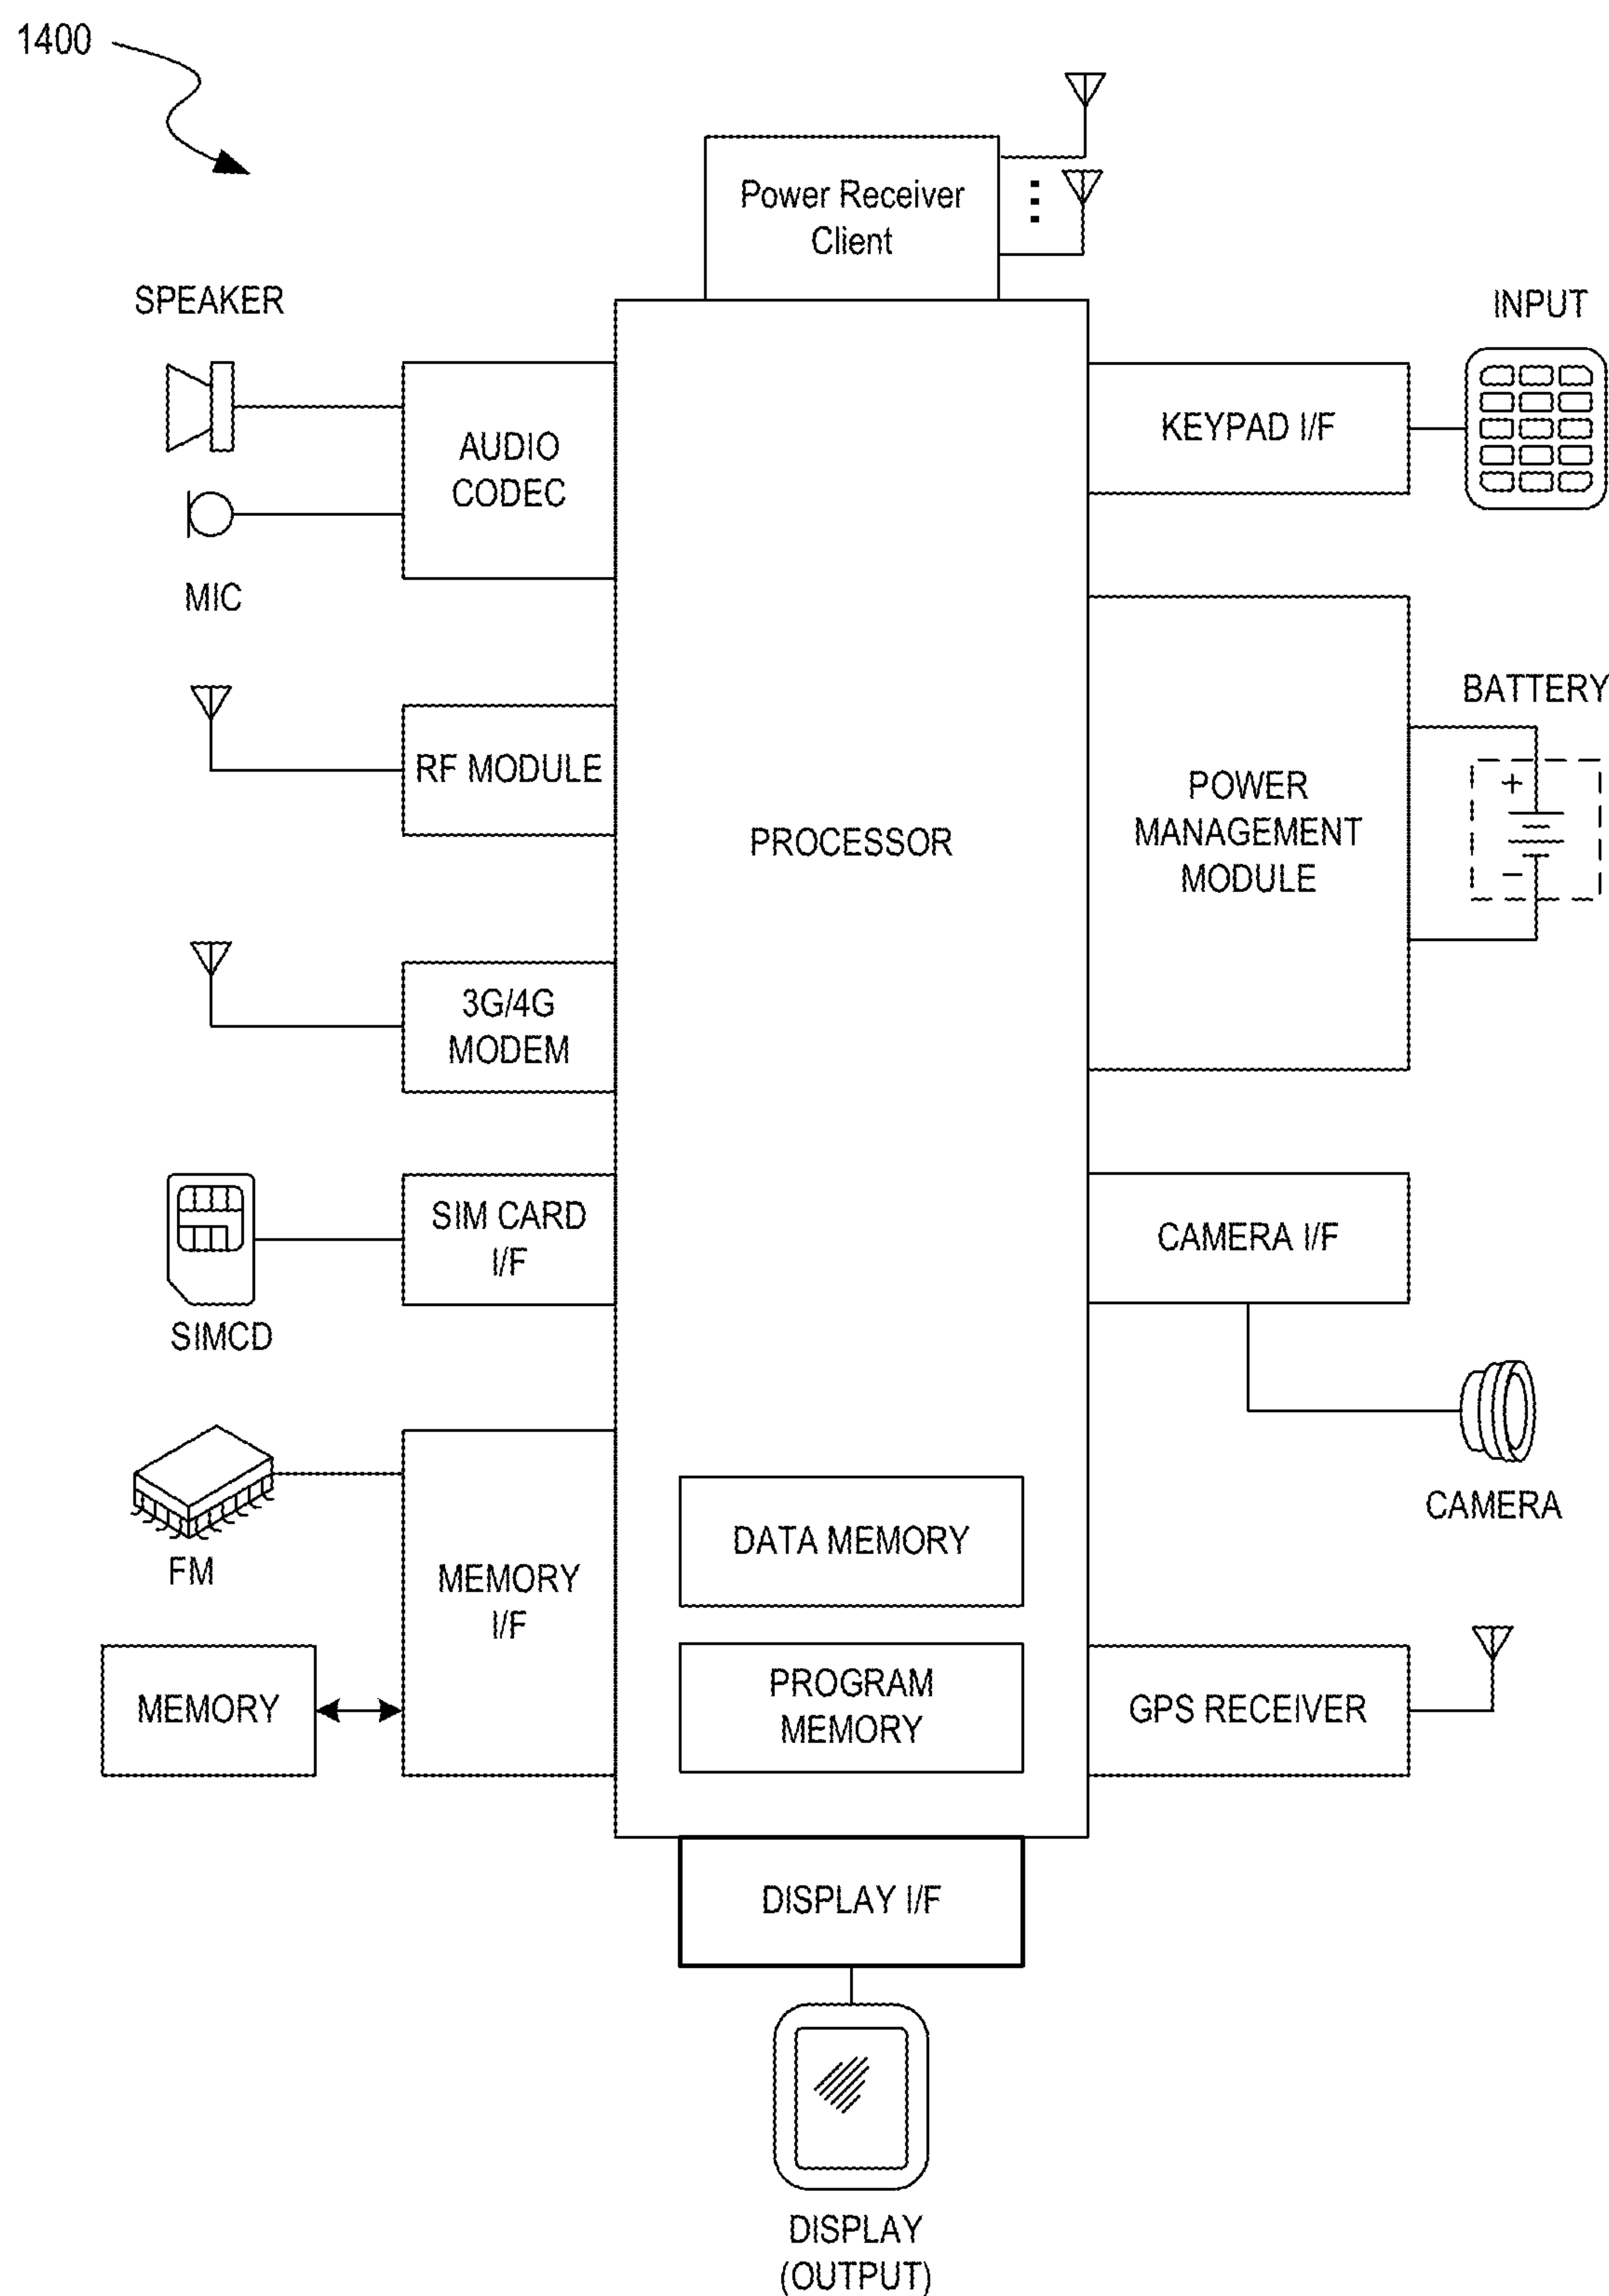 1400
Power Receiver
Client
SPEAKER
INPUT
AUDIO
CODEC
KEYPAD I/F
MIC
BATTERY
RF MODULE
+
−
PROCESSOR
POWER
MANAGEMENT
MODULE
3G/4G
MODEM
SIM CARD
I/F
CAMERA I/F
SIMCD
CAMERA
FM
MEMORY
I/F
DATA MEMORY
MEMORY
PROGRAM
MEMORY
GPS RECEIVER
DISPLAY I/F
DISPLAY
(OUTPUT)